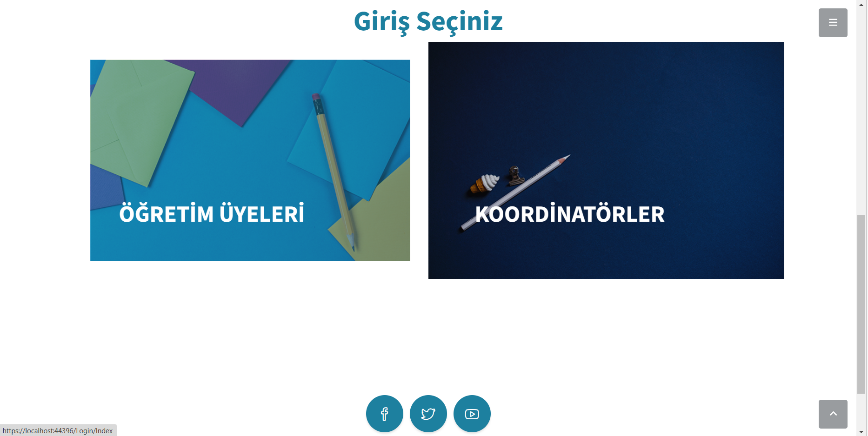 Giriş Seçiniz
ÖĞRETİM ÜYELERİ
KOORDİNATÖRLER
https://localhost:44396/Login/Index